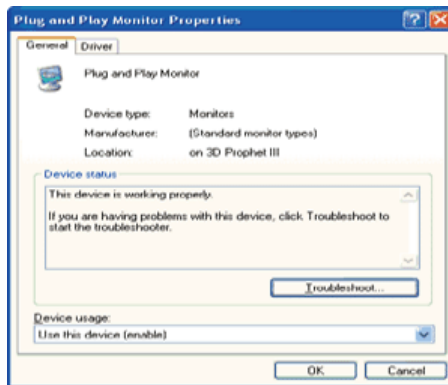 Plug and Play Monitor Properties
General Driver
Plug and Play Monitor
Device type: Monitors
Manufacturer: (Standard monitor types)
Location: on 3D Prophet III
Device status
This device is working properly.
If you are having problems with this device, click Troubleshoot to
start the troubleshooter.
Troubleshoot...
Device usage:
Use this device (enable)
OK Cancel